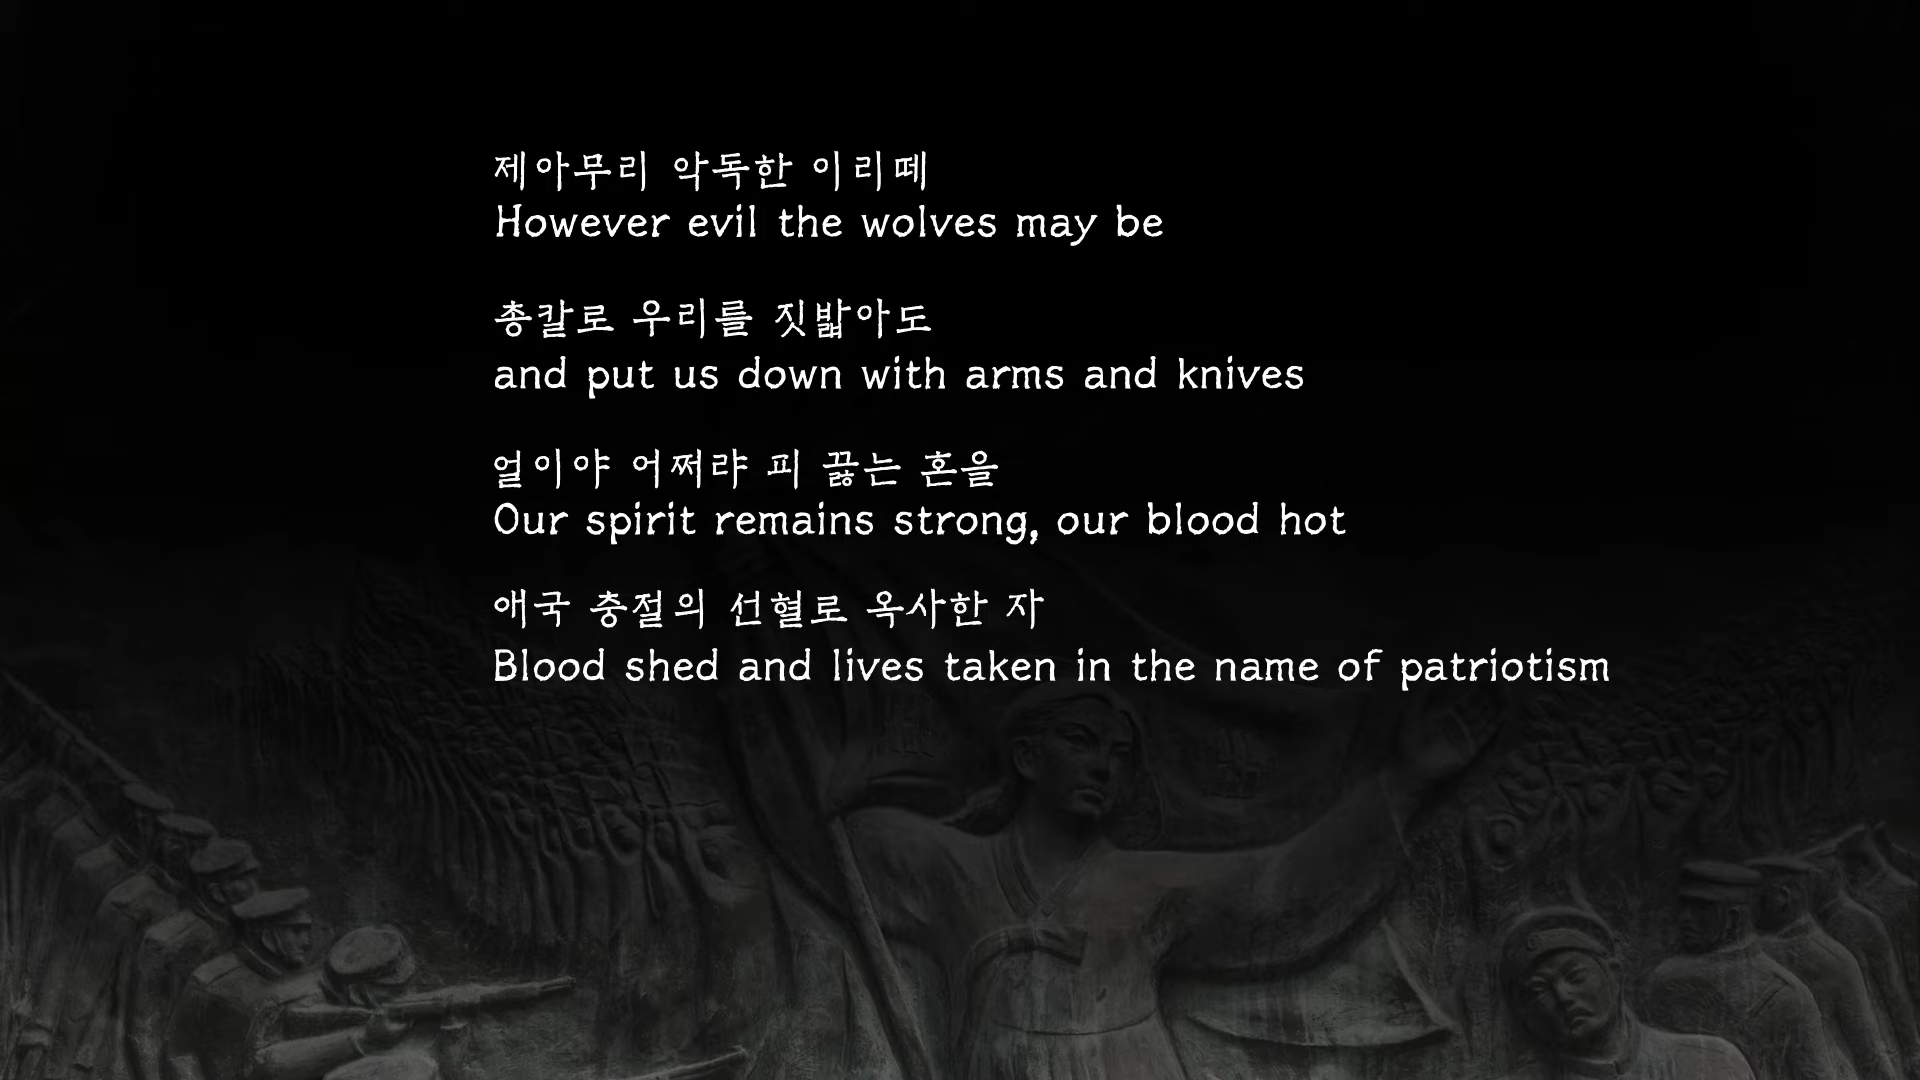 제아무리 악독한 이리떼
However evil the wolves may be
총칼로 우리를 짓밟아도
and put us down with arms and knives
얼이야 어쩌랴 피 끓는 혼을
Our spirit remains strong, our blood hot
애국 충절의 선혈로 옥사한 자
Blood shed and lives taken in the name of patriotism